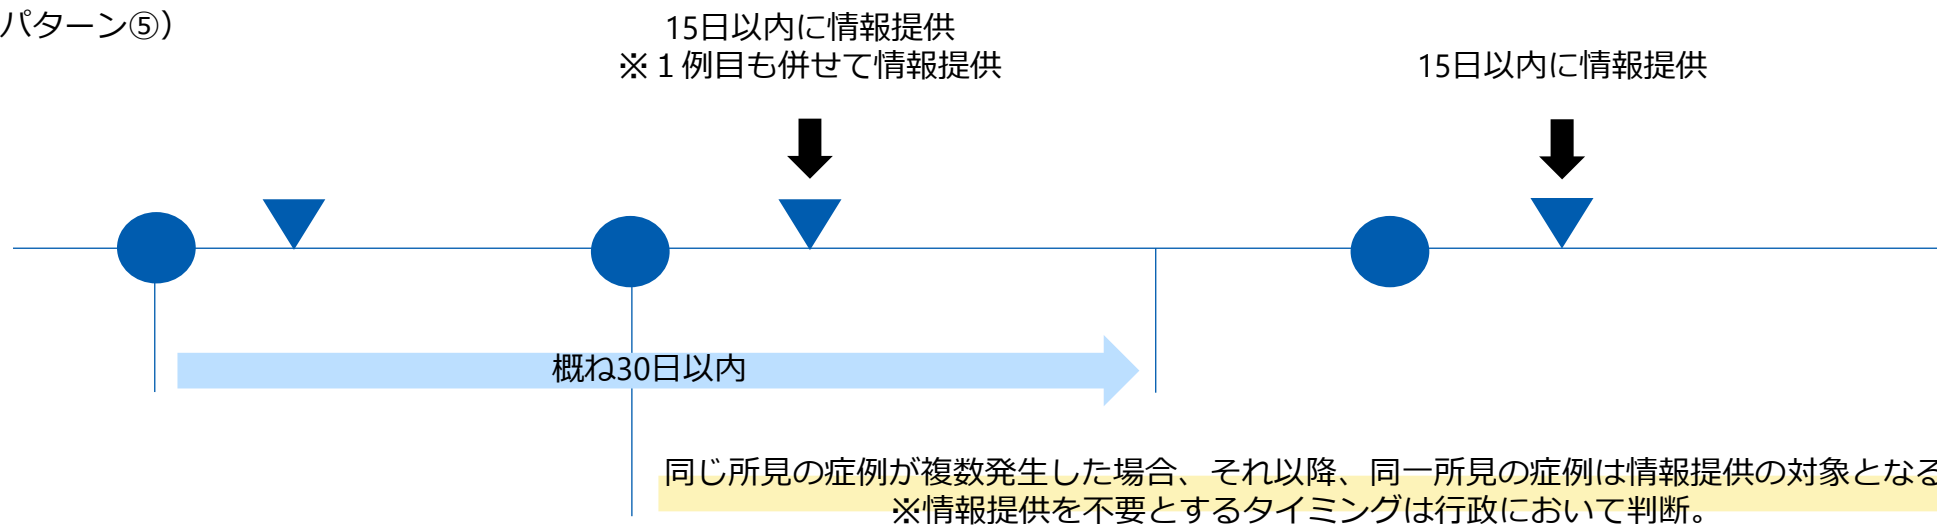 パターン⑤）
15日以内に情報提供
※１例目も併せて情報提供
15日以内に情報提供
概ね30日以内
同じ所見の症例が複数発生した場合、それ以降、同一所見の症例は情報提供の対象となる
※情報提供を不要とするタイミングは行政において判断。